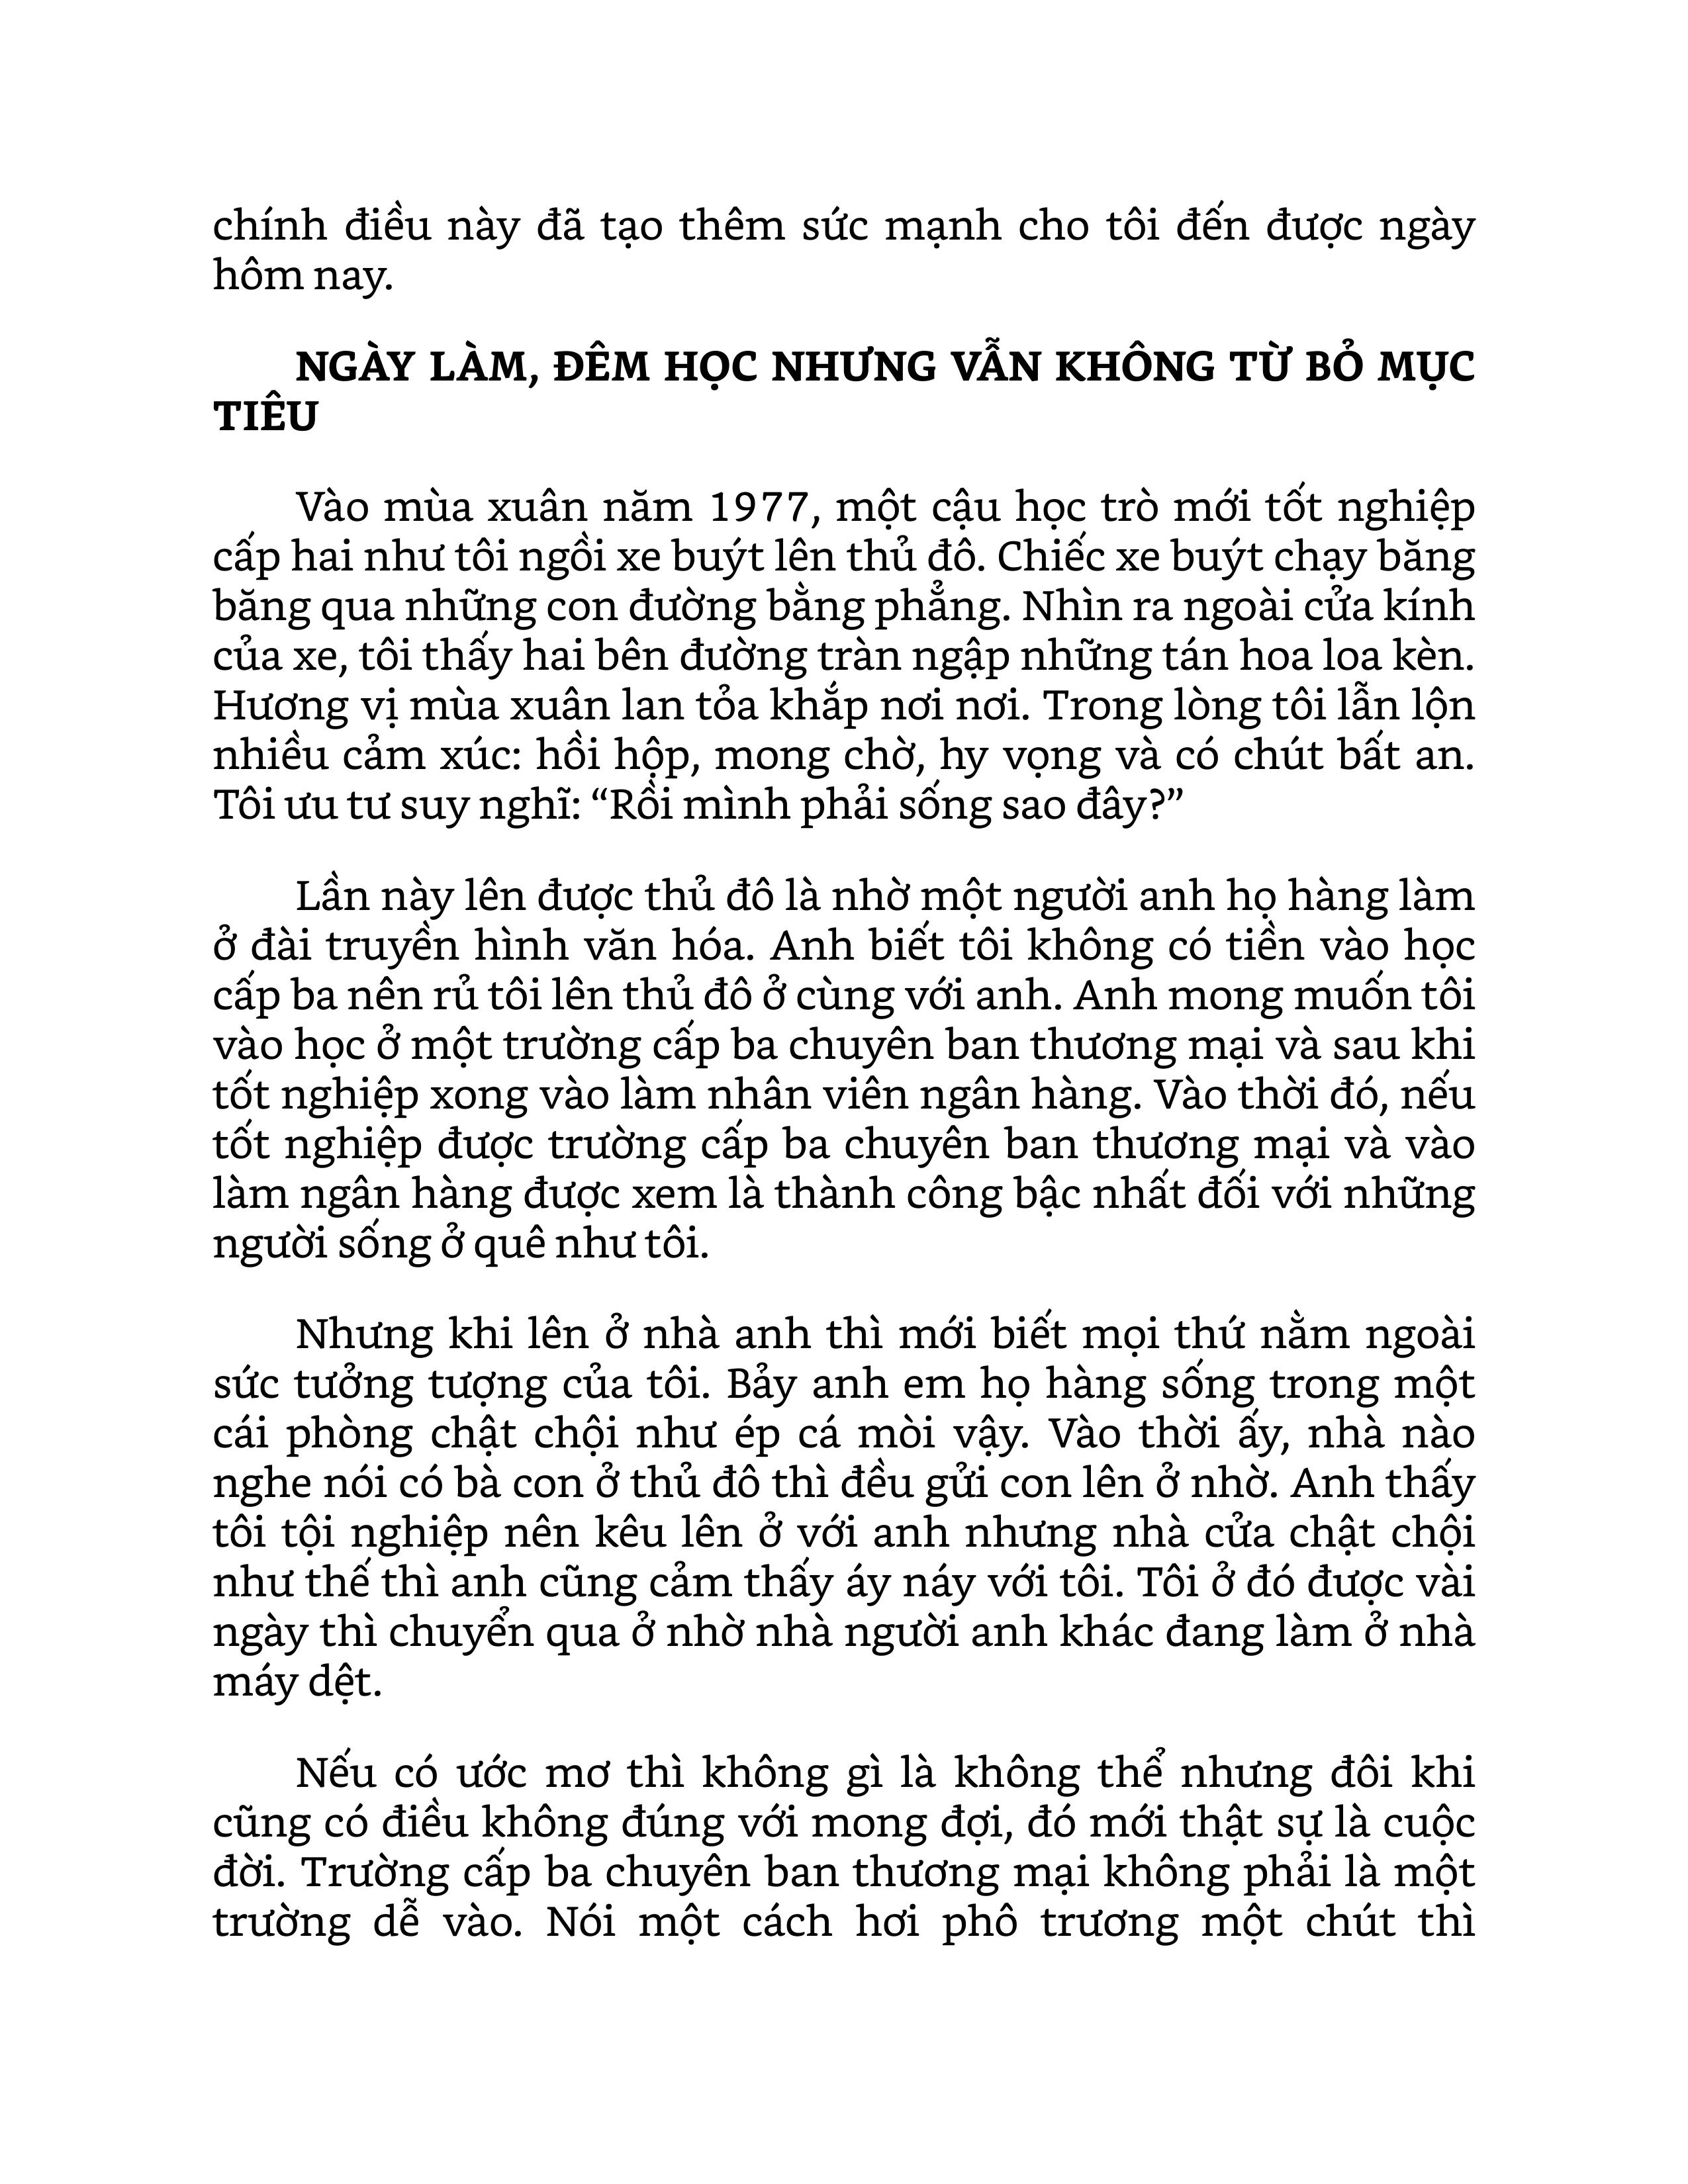 chính điều này đã tạo thêm sức mạnh cho tôi đến được ngày
hôm nay.
NGÀY LÀM, ĐÊM HỌC NHƯNG VẪN KHÔNG TỪ BỎ MỤC
TIÊU
Vào mùa xuân năm 1977, một cậu học trò mới tốt nghiệp
cấp hai như tôi ngồi xe buýt lên thủ đô. Chiếc xe buýt chạy băng
băng qua những con đường bằng phẳng. Nhìn ra ngoài cửa kính
của xe, tôi thấy hai bên đường tràn ngập những tán hoa loa kèn.
Hương vị mùa xuân lan tỏa khắp nơi nơi. Trong lòng tôi lẫn lộn
nhiều cảm xúc: hồi hộp, mong chờ, hy vọng và có chút bất an.
Tôi ưu tư suy nghĩ: “Rồi mình phải sống sao đây?”
Lần này lên được thủ đô là nhờ một người anh họ hàng làm
ở đài truyền hình văn hóa. Anh biết tôi không có tiền vào học
cấp ba nên rủ tôi lên thủ đô ở cùng với anh. Anh mong muốn tôi
vào học ở một trường cấp ba chuyên ban thương mại và sau khi
tốt nghiệp xong vào làm nhân viên ngân hàng. Vào thời đó, nếu
tốt nghiệp được trường cấp ba chuyên ban thương mại và vào
làm ngân hàng được xem là thành công bậc nhất đối với những
người sống ở quê như tôi.
Nhưng khi lên ở nhà anh thì mới biết mọi thứ nằm ngoài
sức tưởng tượng của tôi. Bảy anh em họ hàng sống trong một
cái phòng chật chội như ép cá mòi vậy. Vào thời ấy, nhà nào
nghe nói có bà con ở thủ đô thì đều gửi con lên ở nhờ. Anh thấy
tôi tội nghiệp nên kêu lên ở với anh nhưng nhà cửa chật chội
như thế thì anh cũng cảm thấy áy náy với tôi. Tôi ở đó được vài
ngày thì chuyển qua ở nhờ nhà người anh khác đang làm ở nhà
máy dệt.
Nếu có ước mơ thì không gì là không thể nhưng đôi khi
cũng có điều không đúng với mong đợi, đó mới thật sự là cuộc
đời. Trường cấp ba chuyên ban thương mại không phải là một
trường dễ vào. Nói một cách hơi phô trương một chút thì